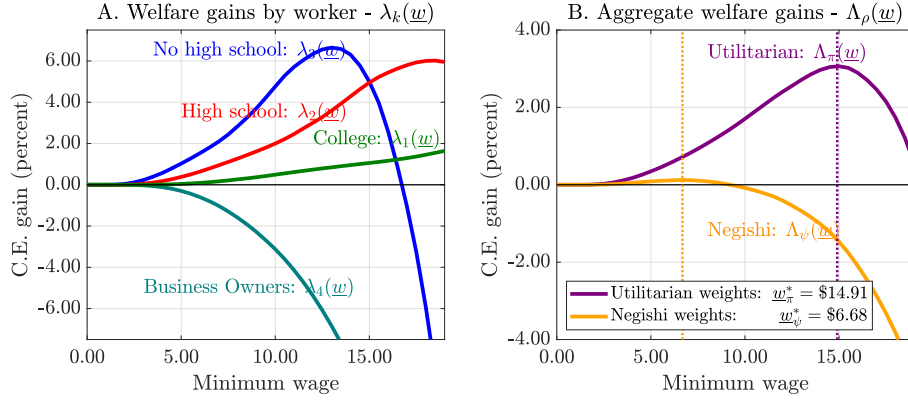 A. Welfare gains by worker - λₖ(w)
C.E. gain (percent)
6.00
4.00
2.00
0.00
-2.00
-4.00
-6.00
No high school: λ₃(w)
High school: λ₂(w)
College: λ₁(w)
Business Owners: λ₄(w)
0.00 5.00 10.00 15.00
Minimum wage
B. Aggregate welfare gains - Λᵨ(w)
C.E. gain (percent)
4.00
2.00
0.00
-2.00
-4.00
Utilitarian: Λ_π(w)
Negishi: Λ_ψ(w)
Utilitarian weights: w*_π = $14.91
Negishi weights: w*_ψ = $6.68
0.00 5.00 10.00 15.00
Minimum wage